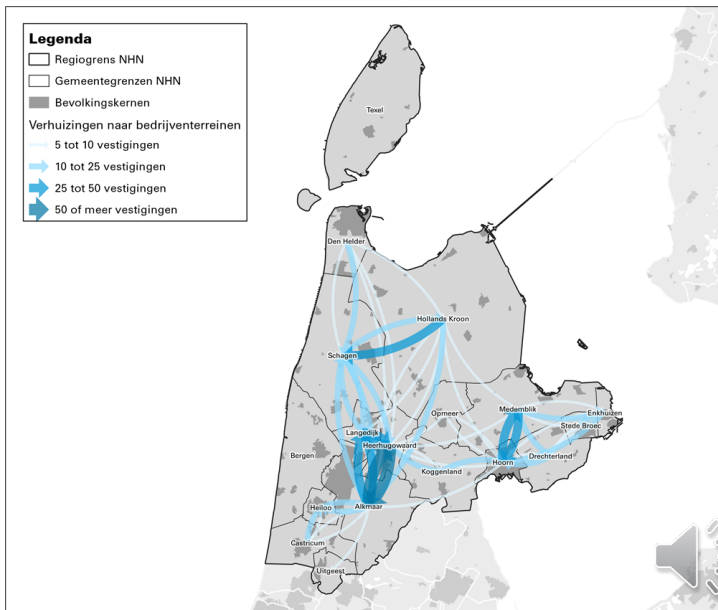 Legenda
Regiogrens NHN
Gemeentegrenzen NHN
Bevolkingskernen
Verhuizingen naar bedrijventerreinen
5 tot 10 vestigingen
10 tot 25 vestigingen
25 tot 50 vestigingen
50 of meer vestigingen
Texel
Den Helder
Hollands Kroon
Schagen
Medemblik
Enkhuizen
Opmeer
Stede Broec
Langedijk
Heerhugowaard
Bergen
Hoorn
Drechterland
Koggenland
Heiloo
Alkmaar
Castricum
Uitgeest